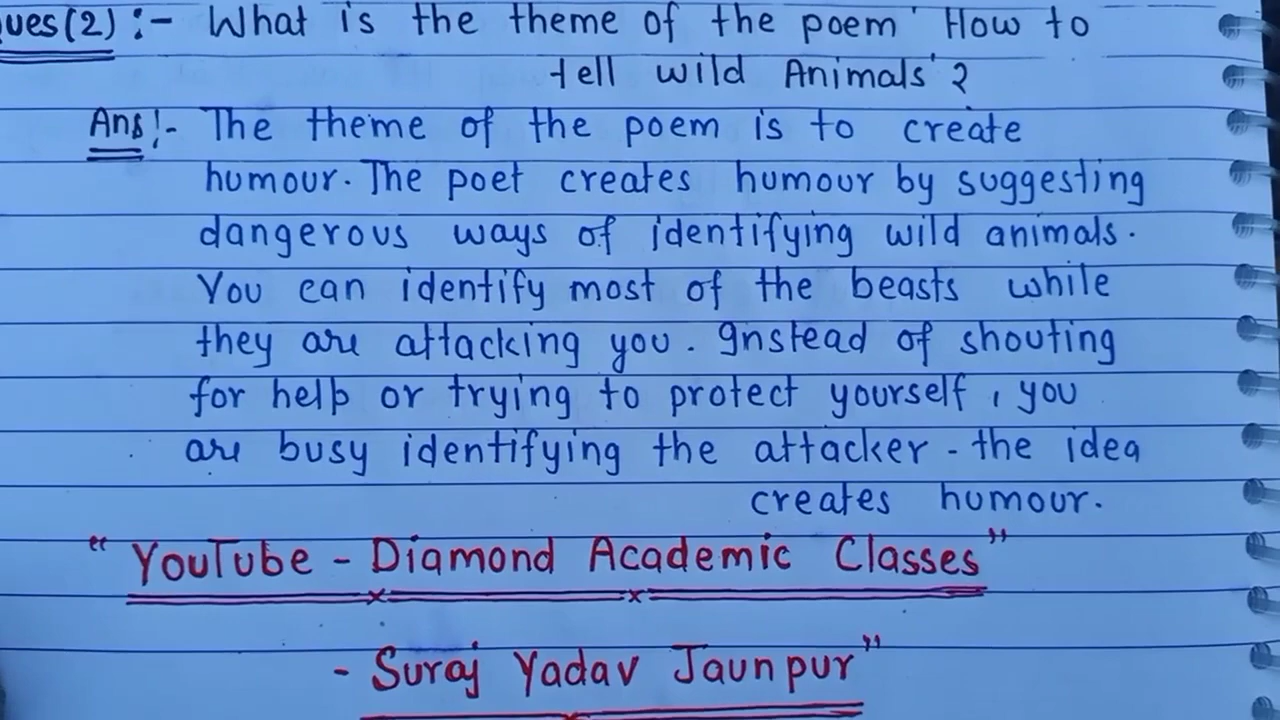 ues(2) :- What is the theme of the poem ' How to
tell wild Animals' ?
Ans!- The theme of the poem is to create
humour. The poet creates humour by suggesting
dangerous ways of identifying wild animals.
You can identify most of the beasts while
they are attacking you. Instead of shouting
for help or trying to protect yourself, you
are busy identifying the attacker - the idea
creates humour.
“ YouTube - Diamond Academic Classes”
- Suraj Yadav Jaunpur”